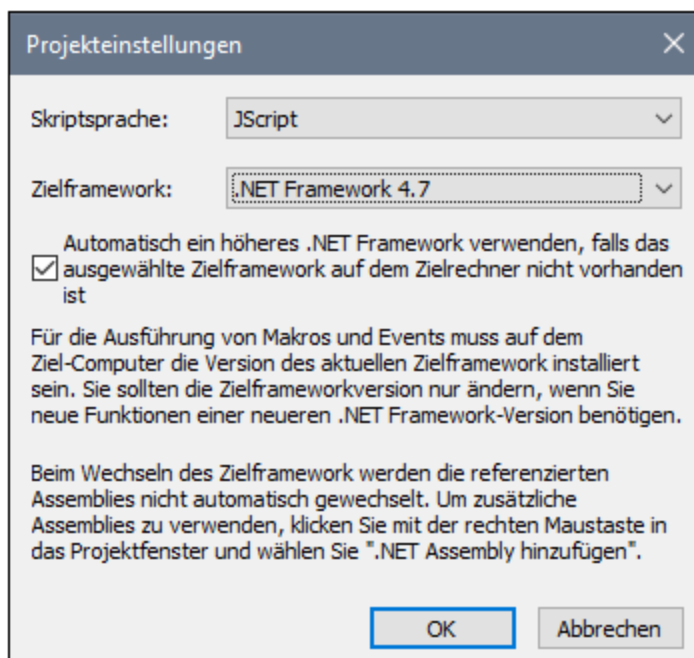 Projekteinstellungen
Skriptsprache: JScript
Zielframework: .NET Framework 4.7
Automatisch ein höheres .NET Framework verwenden, falls das
ausgewählte Zielframework auf dem Zielrechner nicht vorhanden
ist
Für die Ausführung von Makros und Events muss auf dem
Ziel-Computer die Version des aktuellen Zielframework installiert
sein. Sie sollten die Zielframeworkversion nur ändern, wenn Sie
neue Funktionen einer neueren .NET Framework-Version benötigen.
Beim Wechseln des Zielframework werden die referenzierten
Assemblies nicht automatisch gewechselt. Um zusätzliche
Assemblies zu verwenden, klicken Sie mit der rechten Maustaste in
das Projektfenster und wählen Sie ".NET Assembly hinzufügen".
OK Abbrechen